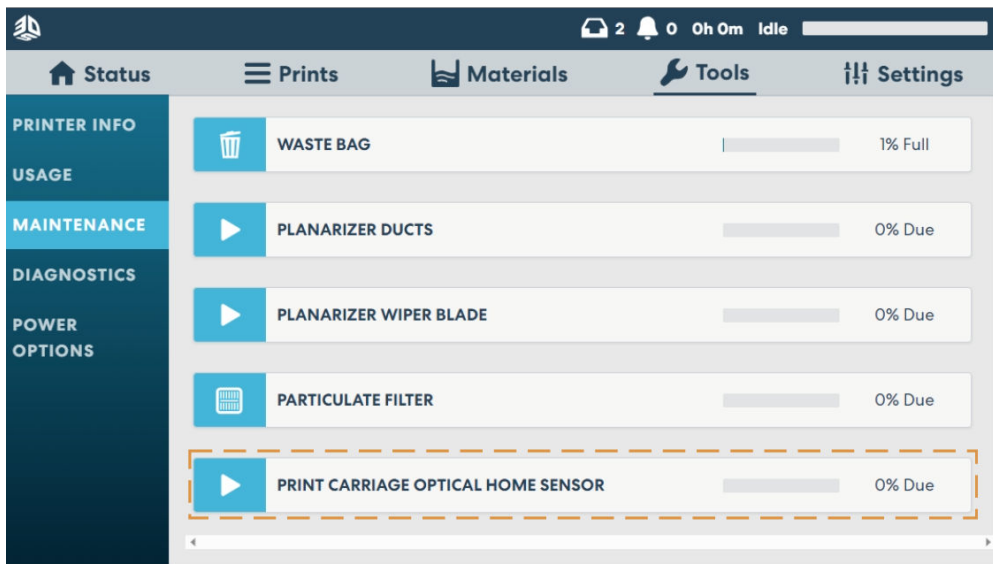 3D
2 0 0h 0m Idle
Status Prints Materials Tools Settings
PRINTER INFO
USAGE
MAINTENANCE
DIAGNOSTICS
POWER
OPTIONS
WASTE BAG 1% Full
PLANARIZER DUCTS 0% Due
PLANARIZER WIPER BLADE 0% Due
PARTICULATE FILTER 0% Due
PRINT CARRIAGE OPTICAL HOME SENSOR 0% Due